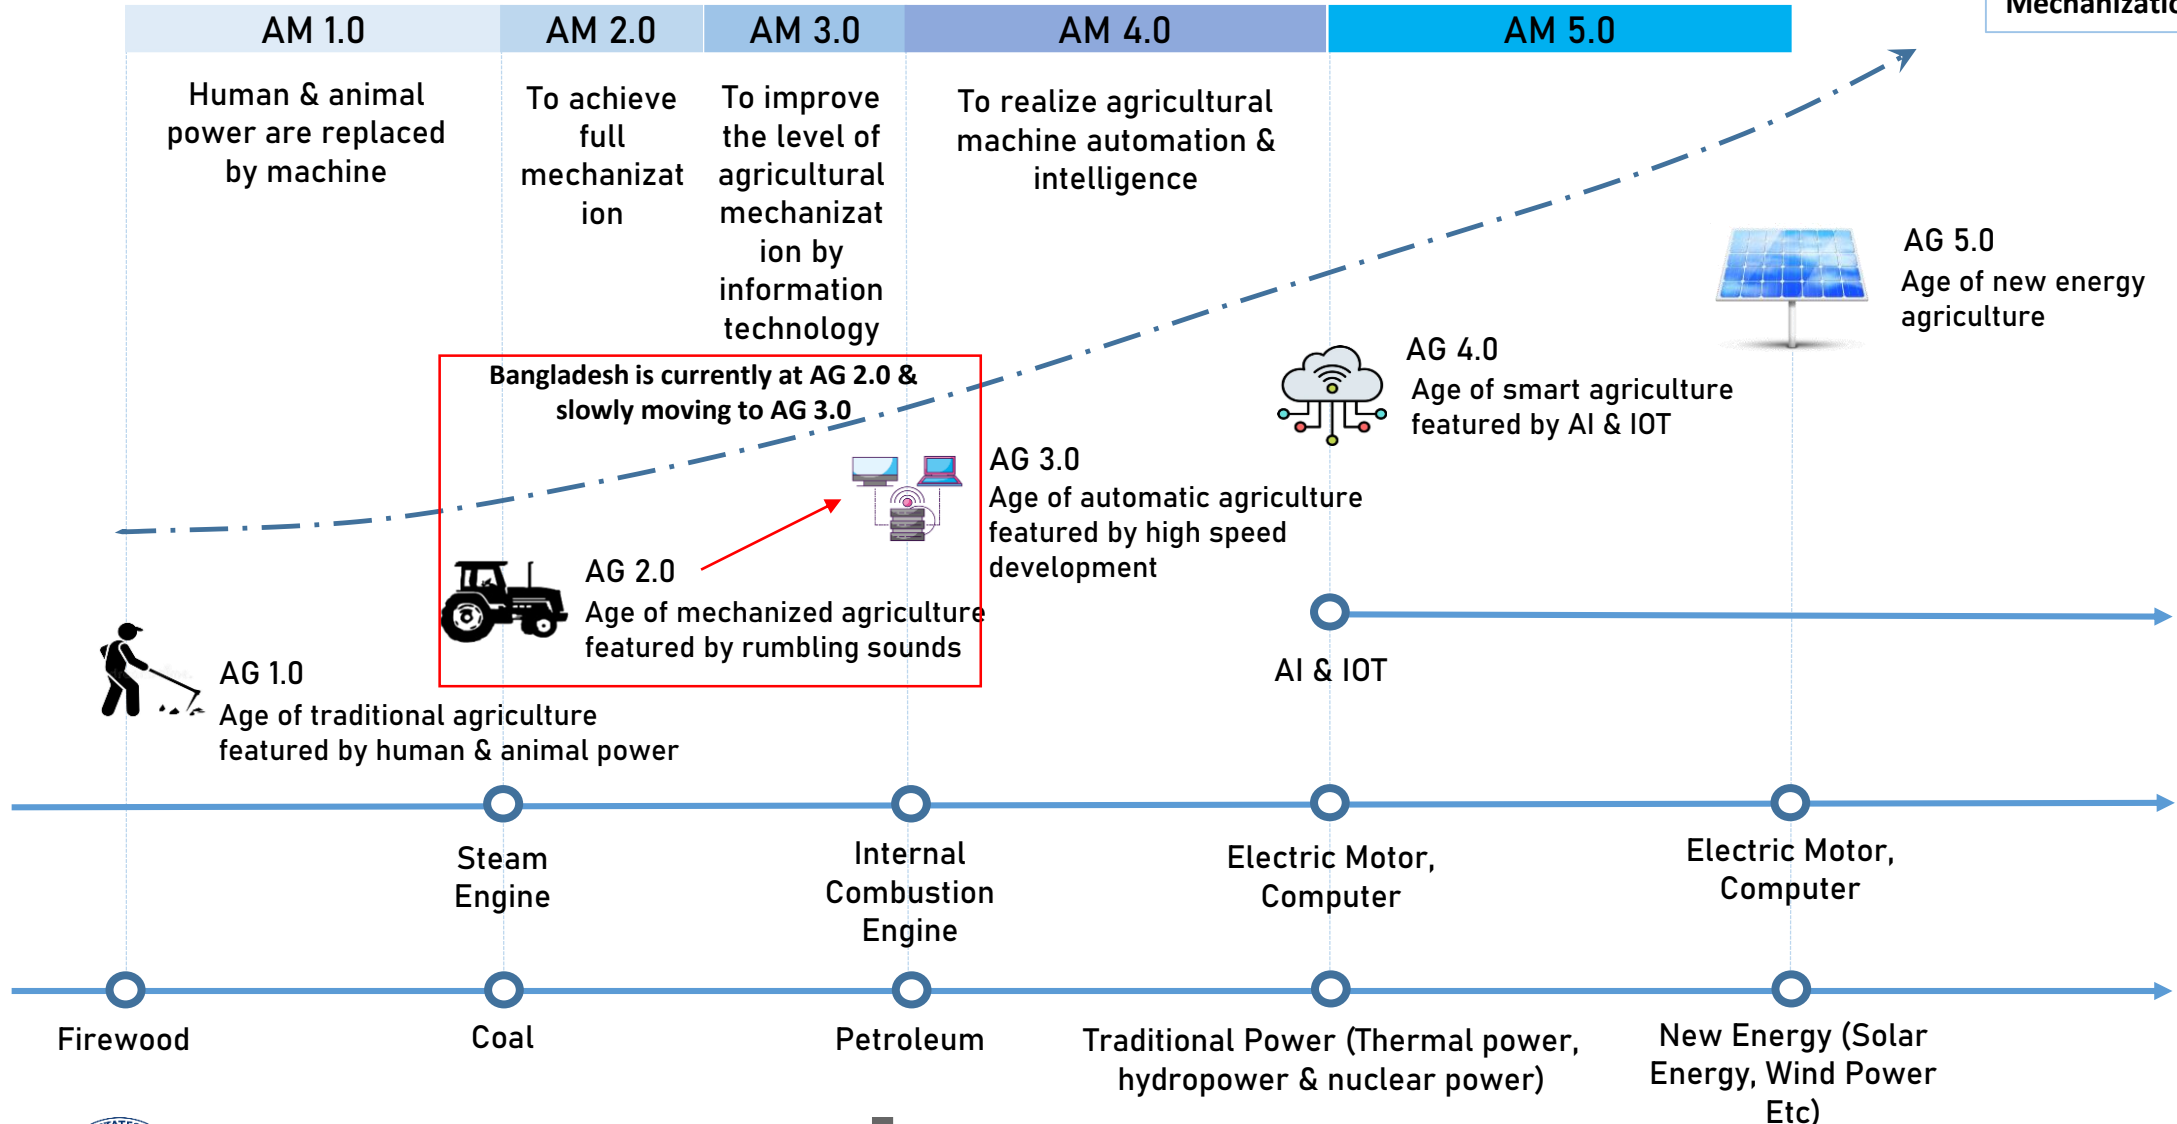 Mechanizatio
AM 1.0
AM 2.0
AM 3.0
AM 4.0
AM 5.0
Human & animal
power are replaced
by machine
To achieve
full
mechanizat
ion
To improve
the level of
agricultural
mechanizat
ion by
information
technology
To realize agricultural
machine automation &
intelligence
AG 5.0
Age of new energy
agriculture
AG 4.0
Age of smart agriculture
featured by AI & IOT
Bangladesh is currently at AG 2.0 &
slowly moving to AG 3.0
AG 3.0
Age of automatic agriculture
featured by high speed
development
AG 2.0
Age of mechanized agriculture
featured by rumbling sounds
AG 1.0
Age of traditional agriculture
featured by human & animal power
AI & IOT
Steam
Engine
Internal
Combustion
Engine
Electric Motor,
Computer
Electric Motor,
Computer
Firewood
Coal
Petroleum
Traditional Power (Thermal power,
hydropower & nuclear power)
New Energy (Solar
Energy, Wind Power
Etc)